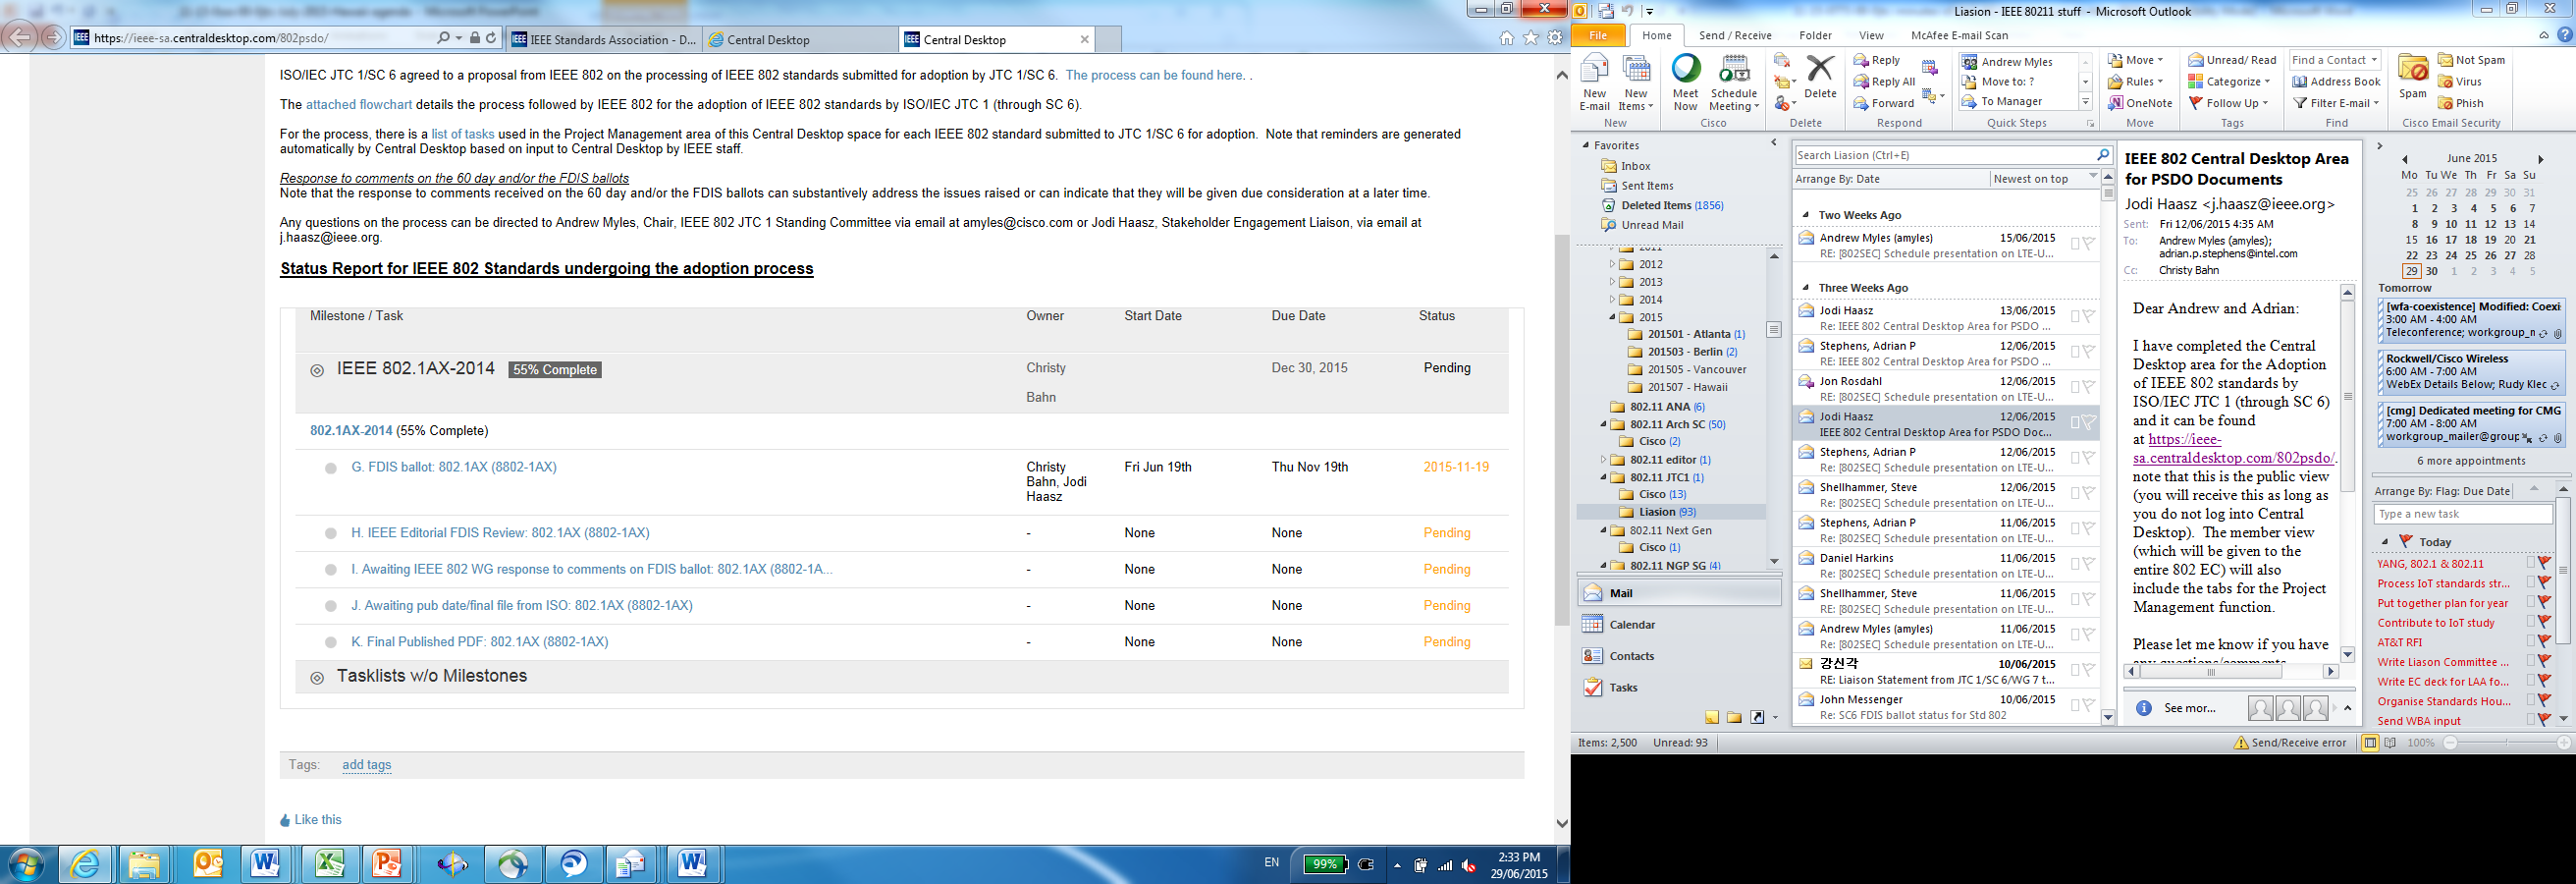 https://ieee-sa.centraldesktop.com/802psdo/
IEEE Standards Association - D...
Central Desktop
Central Desktop
ISO/IEC JTC 1/SC 6 agreed to a proposal from IEEE 802 on the processing of IEEE 802 standards submitted for adoption by JTC 1/SC 6. The process can be found here. .
The attached flowchart details the process followed by IEEE 802 for the adoption of IEEE 802 standards by ISO/IEC JTC 1 (through SC 6).
For the process, there is a list of tasks used in the Project Management area of this Central Desktop space for each IEEE 802 standard submitted to JTC 1/SC 6 for adoption. Note that reminders are generated
automatically by Central Desktop based on input to Central Desktop by IEEE staff.
Response to comments on the 60 day and/or the FDIS ballots
Note that the response to comments received on the 60 day and/or the FDIS ballots can substantively address the issues raised or can indicate that they will be given due consideration at a later time.
Any questions on the process can be directed to Andrew Myles, Chair, IEEE 802 JTC 1 Standing Committee via email at amyles@cisco.com or Jodi Haasz, Stakeholder Engagement Liaison, via email at
j.haasz@ieee.org.
Status Report for IEEE 802 Standards undergoing the adoption process
Milestone / Task Owner Start Date Due Date Status
IEEE 802.1AX-2014 55% Complete Christy Dec 30, 2015 Pending
Bahn
802.1AX-2014 (55% Complete)
G. FDIS ballot: 802.1AX (8802-1AX) Christy Fri Jun 19th Thu Nov 19th 2015-11-19
Bahn, Jodi
Haasz
H. IEEE Editorial FDIS Review: 802.1AX (8802-1AX) - None None Pending
I. Awaiting IEEE 802 WG response to comments on FDIS ballot: 802.1AX (8802-1A... - None None Pending
J. Awaiting pub date/final file from ISO: 802.1AX (8802-1AX) - None None Pending
K. Final Published PDF: 802.1AX (8802-1AX) - None None Pending
Tasklists w/o Milestones
Tags: add tags
Like this
EN
99%
2:33 PM
29/06/2015
Liasion - IEEE 80211 stuff - Microsoft Outlook
File Home Send / Receive Folder View McAfee E-mail Scan
New
E-mail
New
Items
New
Meet
Now
Schedule
Meeting
Cisco
Delete
Delete
Reply
Reply All
Forward
Respond
Andrew Myles
Move to: ?
To Manager
Quick Steps
Move
Rules
OneNote
Move
Unread/ Read
Categorize
Follow Up
Tags
Find a Contact
Address Book
Filter E-mail
Find
Spam
Not Spam
Virus
Phish
Cisco Email Security
Favorites
Inbox
Sent Items
Deleted Items (1856)
Unread Mail
2011
2012
2013
2014
2015
201501 - Atlanta (1)
201503 - Berlin (2)
201505 - Vancouver
201507 - Hawaii
802.11 ANA (6)
802.11 Arch SC (50)
Cisco (2)
802.11 editor (1)
802.11 JTC1 (1)
Cisco (13)
Liasion (93)
802.11 Next Gen
Cisco (1)
802.11 NGP SG (4)
Mail
Calendar
Contacts
Tasks
Items: 2,500 Unread: 93
Search Liasion (Ctrl+E)
Arrange By: Date Newest on top
Two Weeks Ago
Andrew Myles (amyles) 15/06/2015
RE: [802SEC] Schedule presentation on LTE-U...
Three Weeks Ago
Jodi Haasz 13/06/2015
Re: IEEE 802 Central Desktop Area for PSDO ...
Stephens, Adrian P 12/06/2015
RE: IEEE 802 Central Desktop Area for PSDO ...
Jon Rosdahl 12/06/2015
RE: [802SEC] Schedule presentation on LTE-U...
Jodi Haasz 12/06/2015
IEEE 802 Central Desktop Area for PSDO Doc...
Stephens, Adrian P 12/06/2015
RE: [802SEC] Schedule presentation on LTE-U...
Shellhammer, Steve 12/06/2015
RE: [802SEC] Schedule presentation on LTE-U...
Stephens, Adrian P 11/06/2015
RE: [802SEC] Schedule presentation on LTE-U...
Daniel Harkins 11/06/2015
Re: [802SEC] Schedule presentation on LTE-U...
Shellhammer, Steve 11/06/2015
RE: [802SEC] Schedule presentation on LTE-U...
Andrew Myles (amyles) 11/06/2015
Re: [802SEC] Schedule presentation on LTE-U...
강신각 10/06/2015
RE: Liaison Statement from JTC 1/SC 6/WG 7 t...
John Messenger 10/06/2015
Re: SC6 FDIS ballot status for Std 802
IEEE 802 Central Desktop Area
for PSDO Documents
Jodi Haasz <j.haasz@ieee.org>
Sent: Fri 12/06/2015 4:35 AM
To: Andrew Myles (amyles);
adrian.p.stephens@intel.com
Cc: Christy Bahn
Dear Andrew and Adrian:
I have completed the Central
Desktop area for the Adoption
of IEEE 802 standards by
ISO/IEC JTC 1 (through SC 6)
and it can be found
at https://ieee-
sa.centraldesktop.com/802psdo/.
note that this is the public view
(you will receive this as long as
you do not log into Central
Desktop). The member view
(which will be given to the
entire 802 EC) will also
include the tabs for the Project
Management function.
Please let me know if you have
any questions/comments
See mor...
June 2015
Mo Tu We Th Fr Sa Su
25 26 27 28 29 30 31
1 2 3 4 5 6 7
8 9 10 11 12 13 14
15 16 17 18 19 20 21
22 23 24 25 26 27 28
29 30 1 2 3 4 5
Tomorrow
[wfa-coexistence] Modified: Coexi
3:00 AM - 4:00 AM
Teleconference; workgroup_m
Rockwell/Cisco Wireless
6:00 AM - 7:00 AM
WebEx Details Below; Rudy Klec
[cmg] Dedicated meeting for CMG
7:00 AM - 8:00 AM
workgroup_mailer@group
6 more appointments
Arrange By: Flag: Due Date
Type a new task
Today
YANG, 802.1 & 802.11
Process IoT standards str...
Put together plan for year
Contribute to IoT study
AT&T RFI
Write Liason Committee ...
Write EC deck for LAA fo...
Organise Standards Hou...
Send WBA input
Send/Receive error
100%